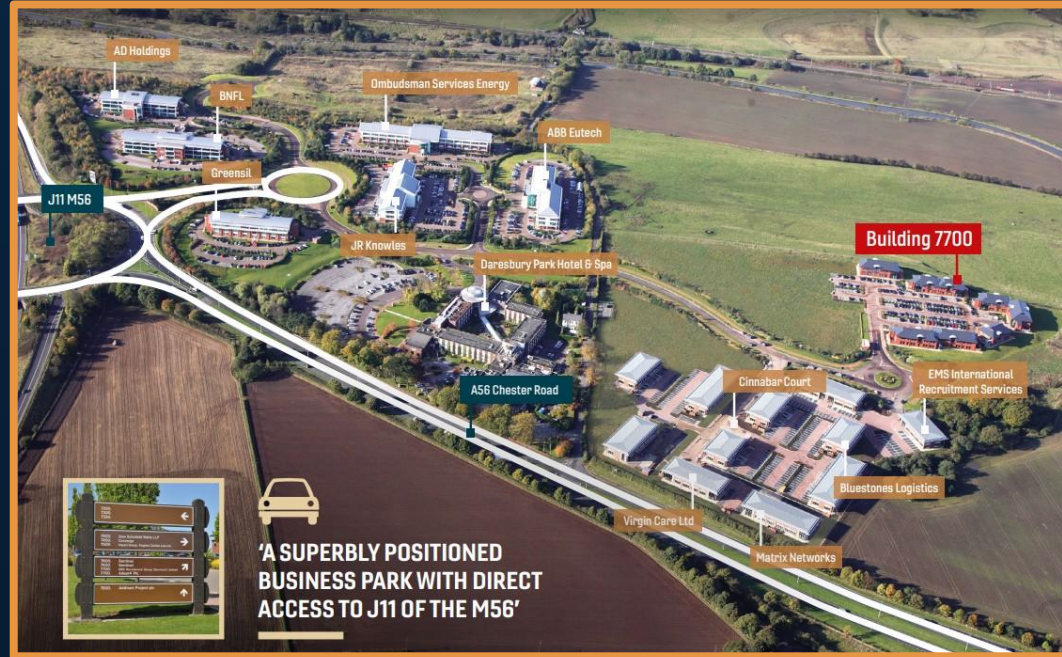 AD Holdings
BNFL
Ombudsman Services Energy
ABB Eutech
Greensil
J11 M56
JR Knowles
Building 7700
Daresbury Park Hotel & Spa
EMS International
Recruitment Services
Cinnabar Court
A56 Chester Road
Bluestones Logistics
Virgin Care Ltd
Matrix Networks
'A SUPERBLY POSITIONED
BUSINESS PARK WITH DIRECT
ACCESS TO J11 OF THE M56'